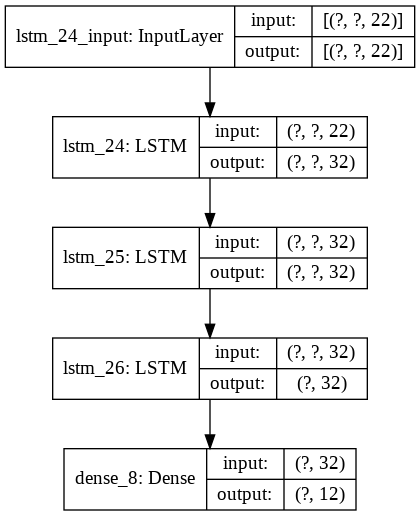 lstm_24_input: InputLayer
input:
[(?, ?, 22)]
output:
[(?, ?, 22)]
lstm_24: LSTM
input:
(?, ?, 22)
output:
(?, ?, 32)
lstm_25: LSTM
input:
(?, ?, 32)
output:
(?, ?, 32)
lstm_26: LSTM
input:
(?, ?, 32)
output:
(?, 32)
dense_8: Dense
input:
(?, 32)
output:
(?, 12)